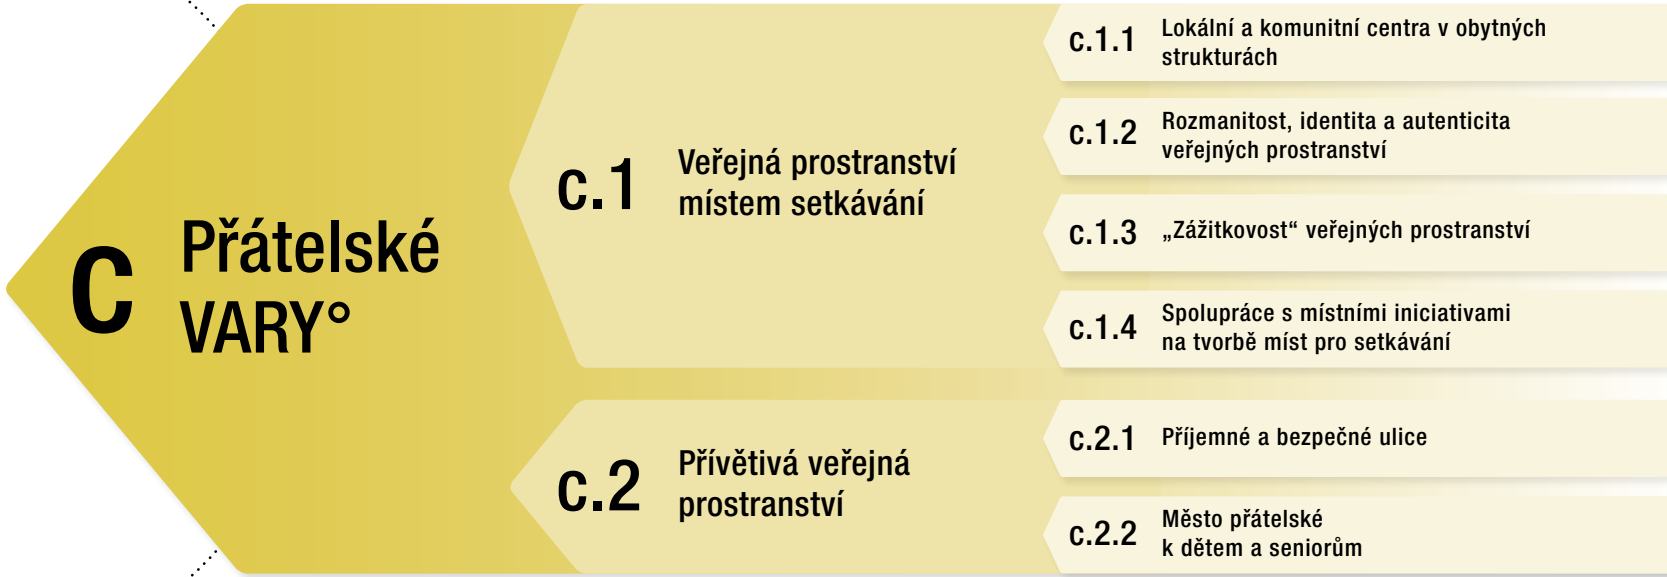 C
Přátelské
VARY°
c.1
Veřejná prostranství
místem setkávání
c.1.1
Lokální a komunitní centra v obytných
strukturách
c.1.2
Rozmanitost, identita a autenticita
veřejných prostranství
c.1.3
„Zážitkovost“ veřejných prostranství
c.1.4
Spolupráce s místními iniciativami
na tvorbě míst pro setkávání
c.2
Přívětivá veřejná
prostranství
c.2.1
Příjemné a bezpečné ulice
c.2.2
Město přátelské
k dětem a seniorům